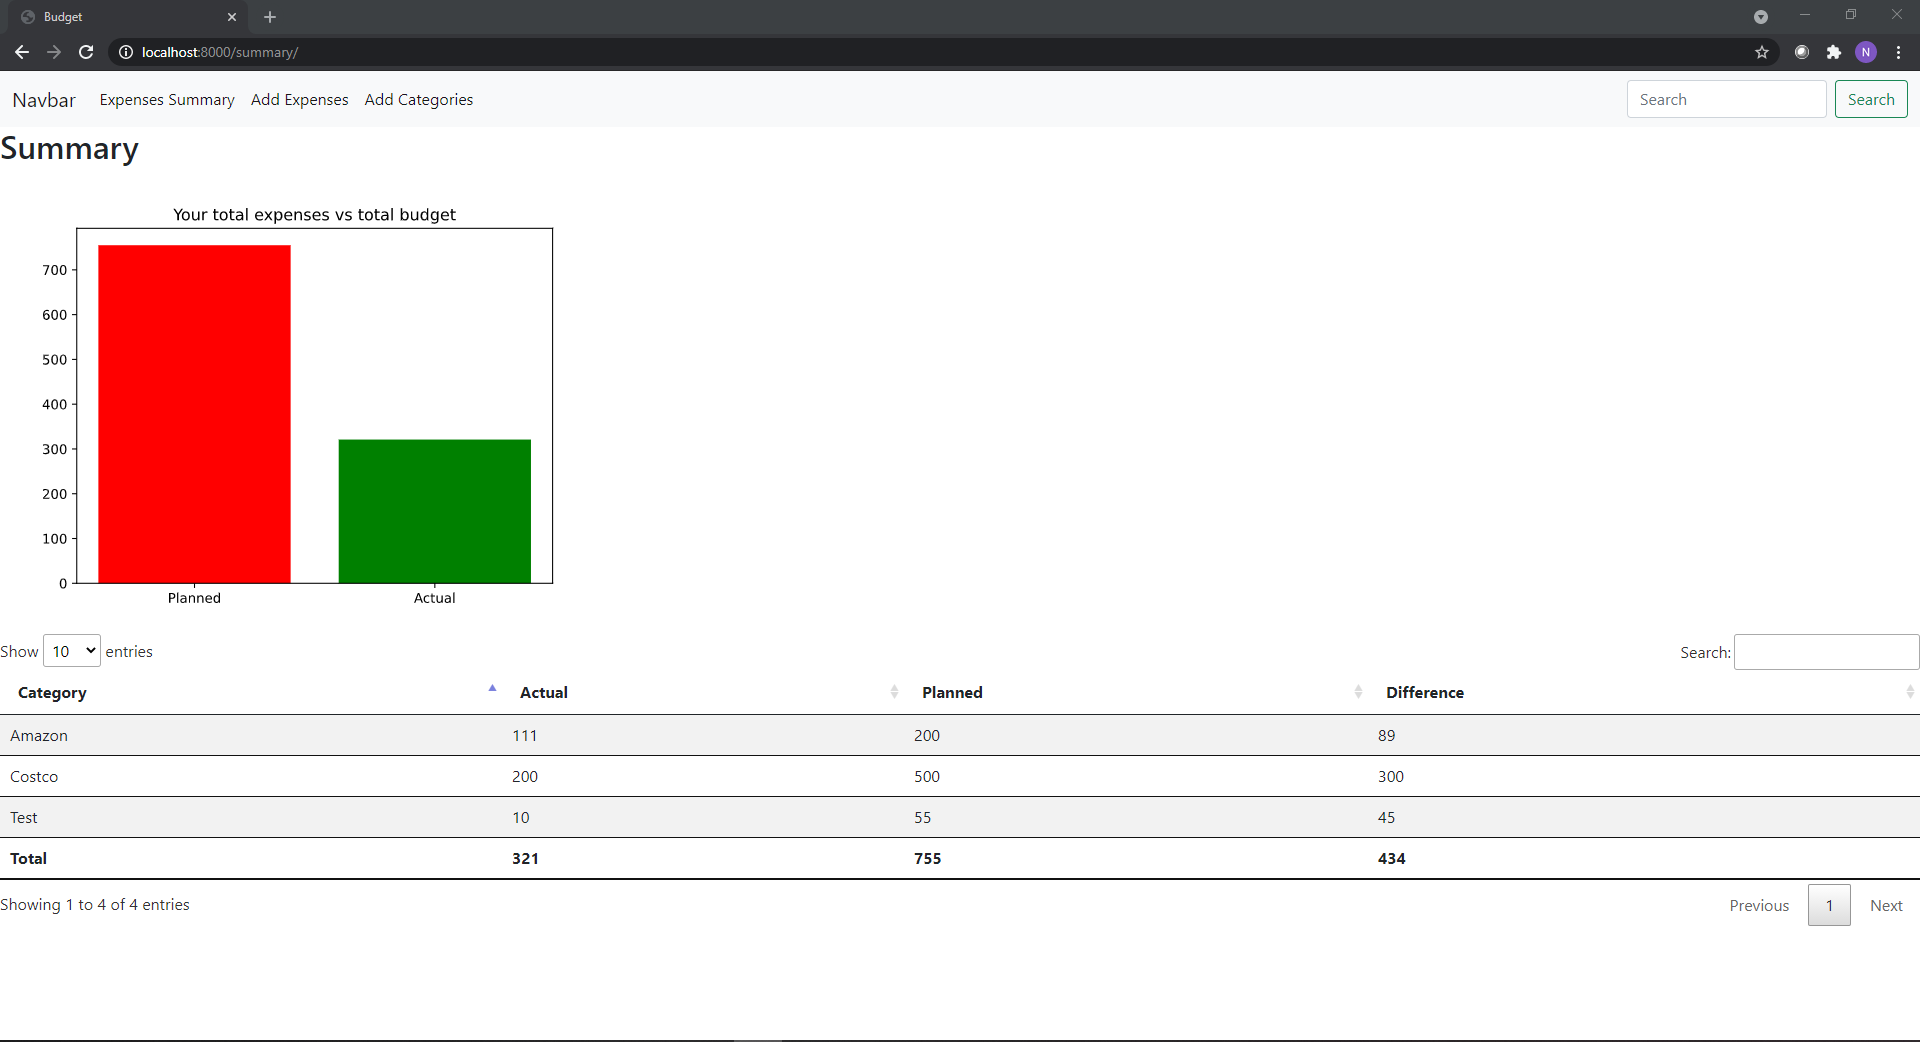 Budget
localhost:8000/summary/
N
Navbar Expenses Summary Add Expenses Add Categories Search Search
Summary
Your total expenses vs total budget
700
600
500
400
300
200
100
0
Planned Actual
Show 10 entries Search:
Category Actual Planned Difference
Amazon 111 200 89
Costco 200 500 300
Test 10 55 45
Total 321 755 434
Showing 1 to 4 of 4 entries Previous 1 Next